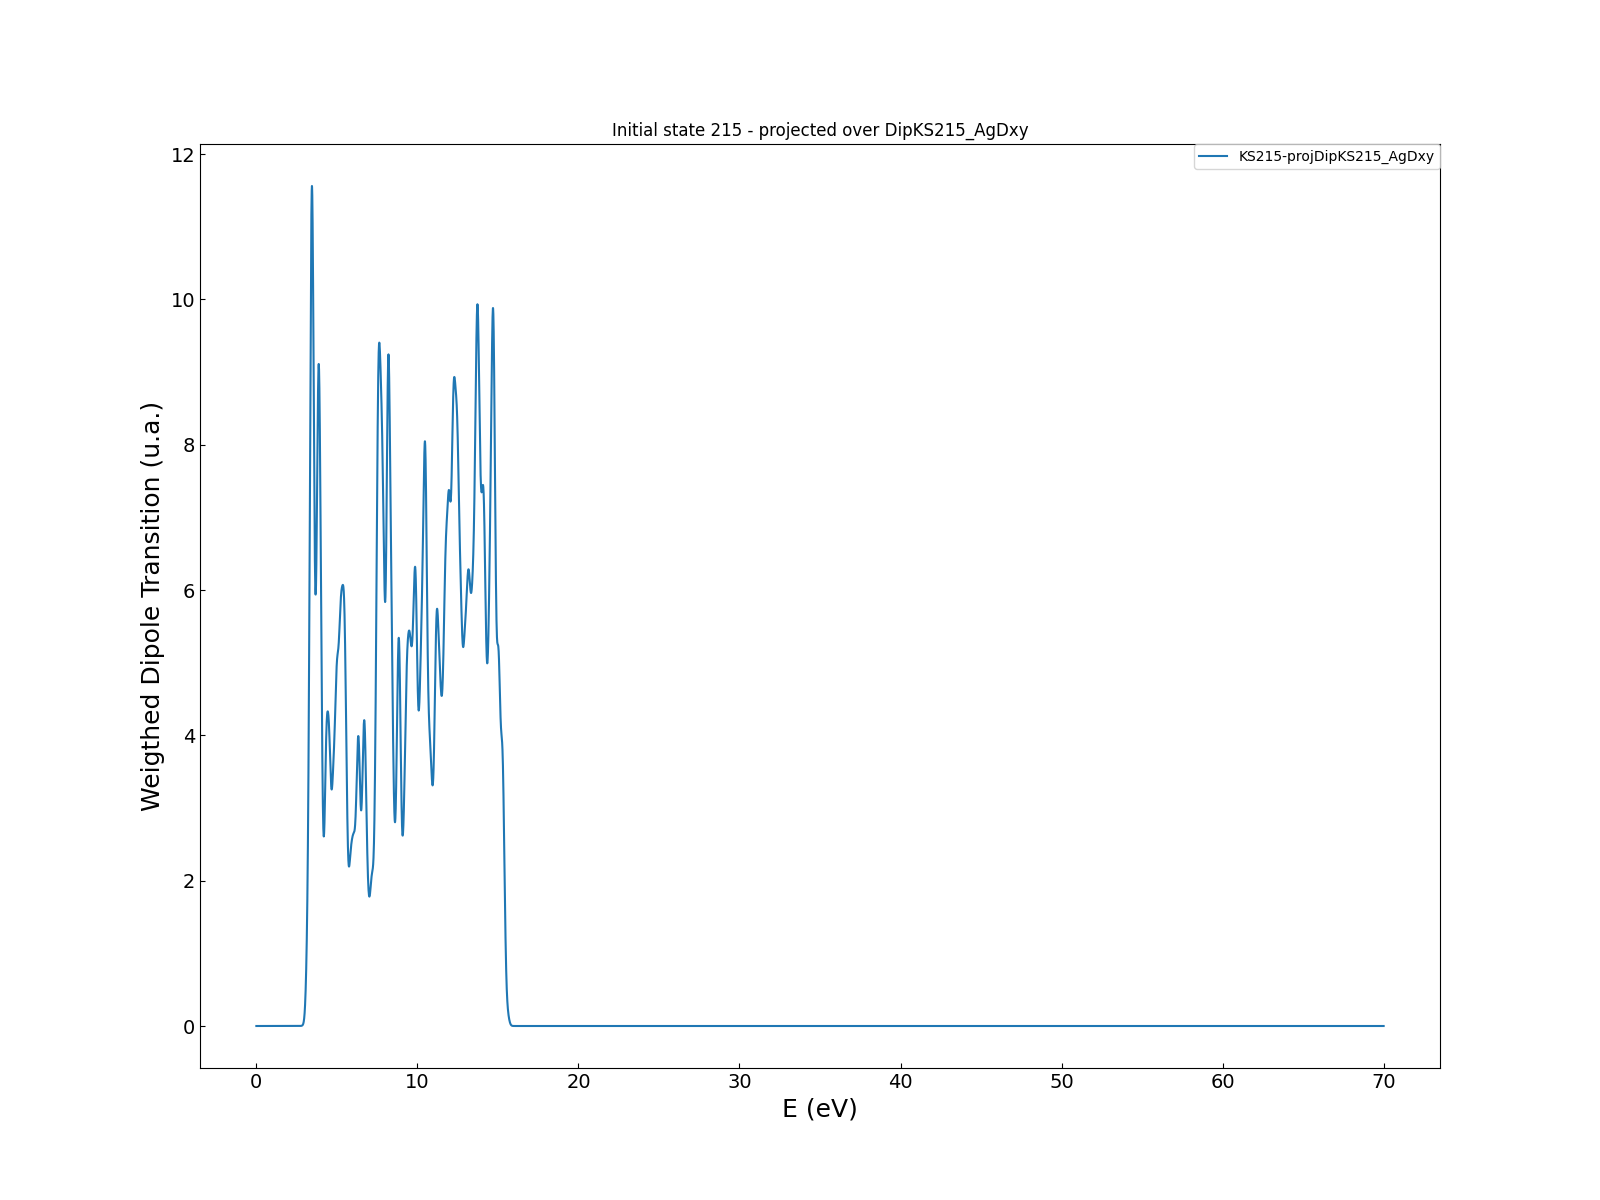 Initial state 215 - projected over DipKS215_AgDxy
KS215-projDipKS215_AgDxy
Weigthed Dipole Transition (u.a.)
12
10
8
6
4
2
0
0 10 20 30 40 50 60 70
E (eV)